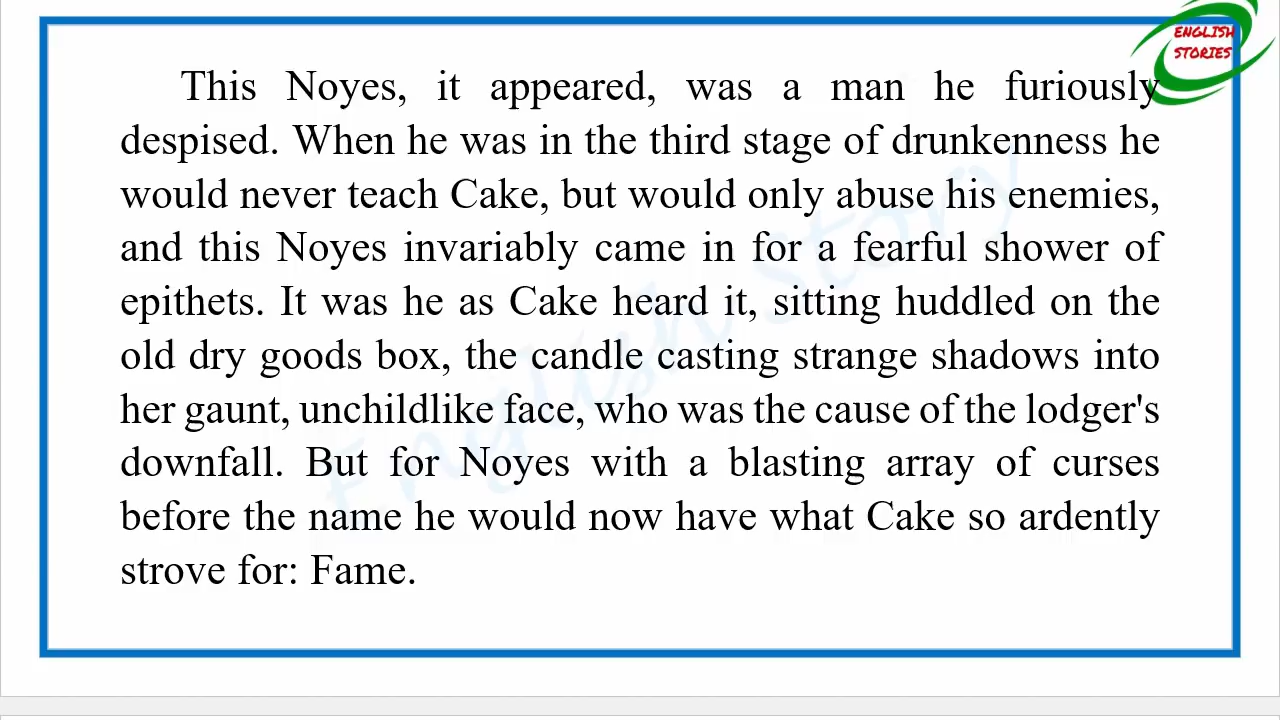 ENGLISH
STORIES
This Noyes, it appeared, was a man he furiously
despised. When he was in the third stage of drunkenness he
would never teach Cake, but would only abuse his enemies,
and this Noyes invariably came in for a fearful shower of
epithets. It was he as Cake heard it, sitting huddled on the
old dry goods box, the candle casting strange shadows into
her gaunt, unchildlike face, who was the cause of the lodger's
downfall. But for Noyes with a blasting array of curses
before the name he would now have what Cake so ardently
strove for: Fame.
English Story